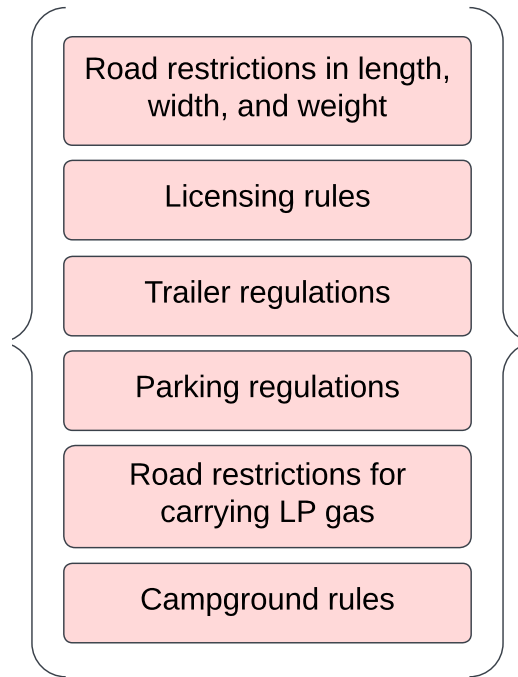 Road restrictions in length,
width, and weight
Licensing rules
Trailer regulations
Parking regulations
Road restrictions for
carrying LP gas
Campground rules